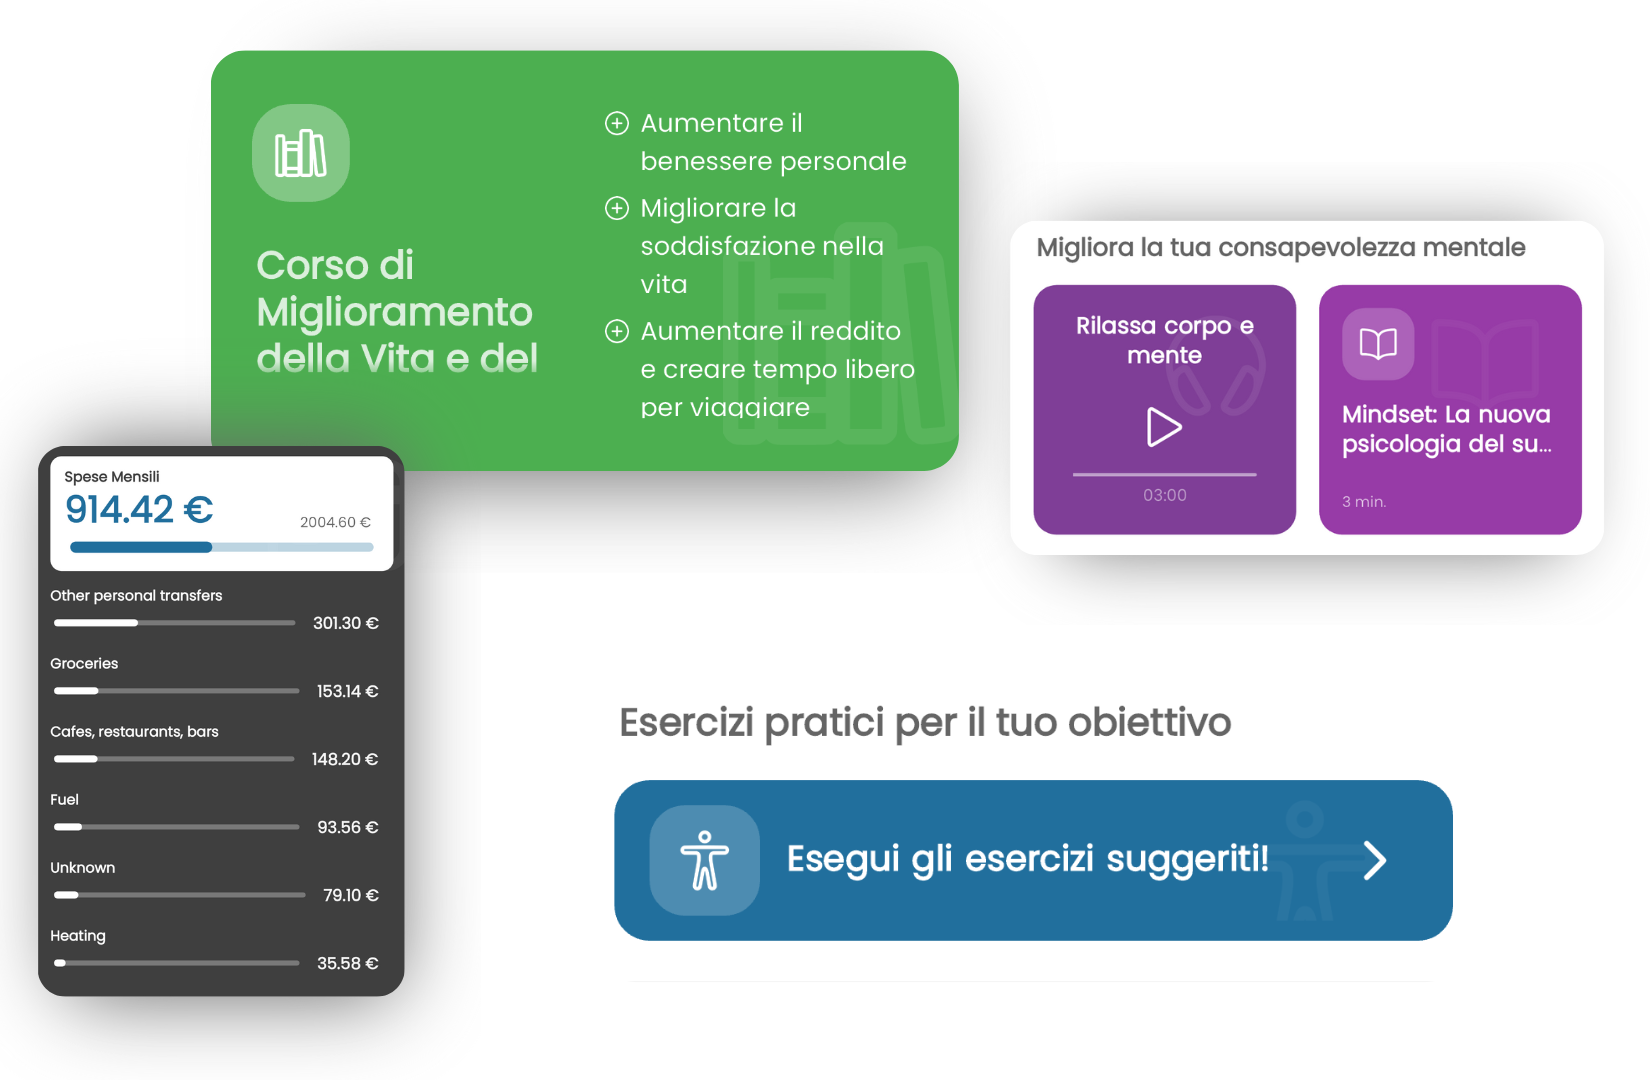 Corso di
Miglioramento
della Vita e del
Aumentare il
benessere personale
Migliorare la
soddisfazione nella
vita
Aumentare il reddito
e creare tempo libero
per viaggiare
Migliora la tua consapevolezza mentale
Rilassa corpo e
mente
03:00
Mindset: La nuova
psicologia del su...
3 min.
Spese Mensili
914.42 €
2004.60 €
Other personal transfers
301.30 €
Groceries
153.14 €
Cafes, restaurants, bars
148.20 €
Fuel
93.56 €
Unknown
79.10 €
Heating
35.58 €
Esercizi pratici per il tuo obiettivo
Esegui gli esercizi suggeriti!